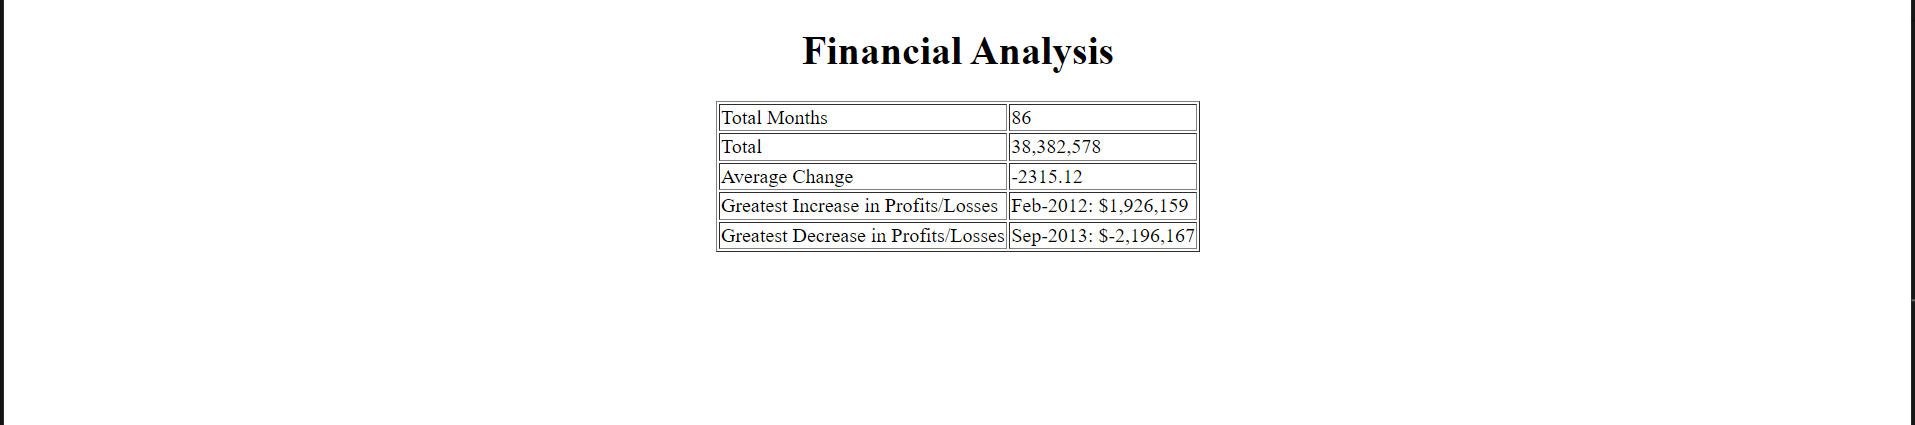 Financial Analysis
Total Months 86
Total 38,382,578
Average Change -2315.12
Greatest Increase in Profits/Losses Feb-2012: $1,926,159
Greatest Decrease in Profits/Losses Sep-2013: $-2,196,167